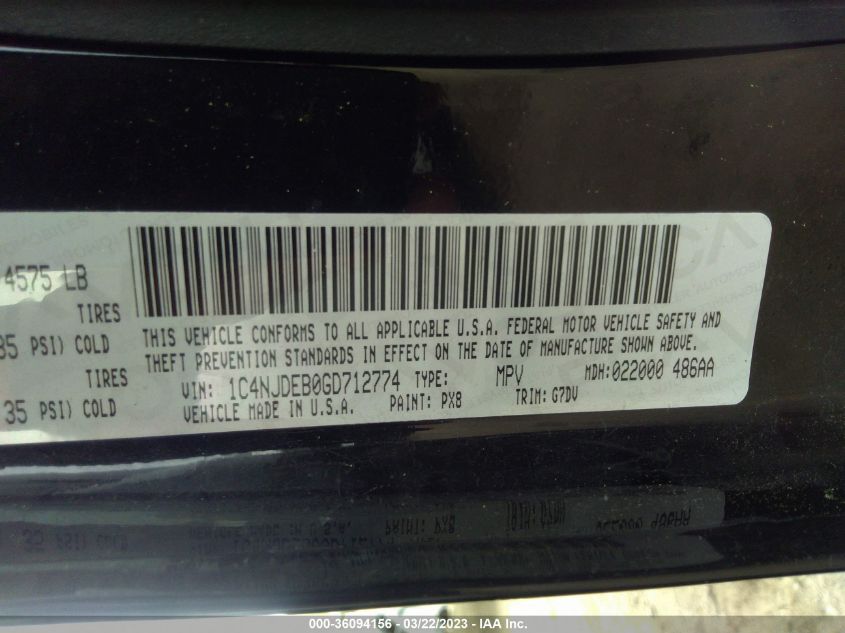 4575 LB
TIRES
35 PSI) COLD
TIRES
35 PSI) COLD
THIS VEHICLE CONFORMS TO ALL APPLICABLE U.S.A. FEDERAL MOTOR VEHICLE SAFETY AND
THEFT PREVENTION STANDARDS IN EFFECT ON THE DATE OF MANUFACTURE SHOWN ABOVE.
VIN: 1C4NJDEB0GD712774 TYPE: MPV MDH:022000 486AA
VEHICLE MADE IN U.S.A. PAINT: PX8 TRIM: G7DV
000-36094156 - 03/22/2023 - IAA Inc.